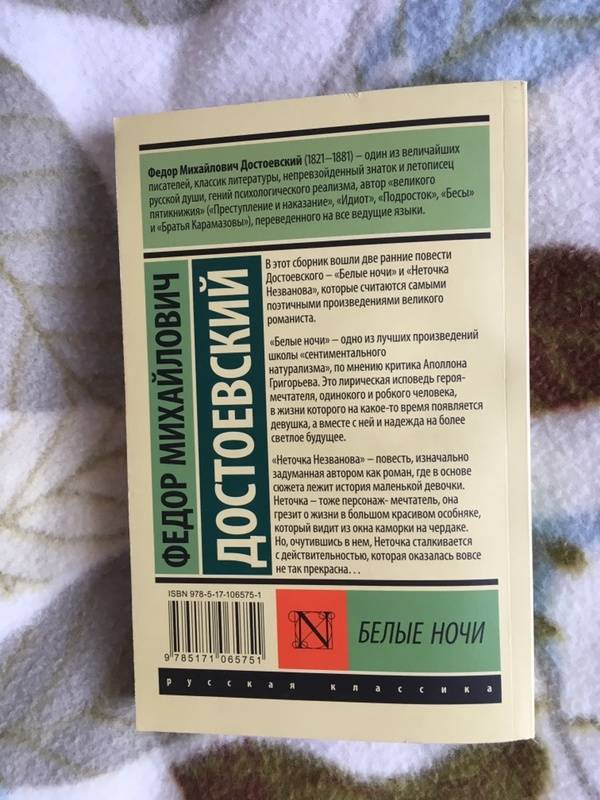 Федор Михайлович Достоевский (1821–1881) – один из величайших
писателей, классик литературы, непревзойденный знаток и летописец
русской души, гений психологического реализма, автор «великого
пятикнижия» («Преступление и наказание», «Идиот», «Подросток», «Бесы»
и «Братья Карамазовы»), переведенного на все ведущие языки.
ФЕДОР МИХАЙЛОВИЧ
ДОСТОЕВСКИЙ
В этот сборник вошли две ранние повести
Достоевского – «Белые ночи» и «Неточка
Незванова», которые считаются самыми
поэтичными произведениями великого
романиста.
«Белые ночи» – одно из лучших произведений
школы «сентиментального
натурализма», по мнению критика Аполлона
Григорьева. Это лирическая исповедь героя-
мечтателя, одинокого и робкого человека,
в жизни которого на какое-то время появляется
девушка, а вместе с ней и надежда на более
светлое будущее.
«Неточка Незванова» – повесть, изначально
задуманная автором как роман, где в основе
сюжета лежит история маленькой девочки.
Неточка – тоже персонаж- мечтатель, она
грезит о жизни в большом красивом особняке,
который видит из окна каморки на чердаке.
Но, очутившись в нем, Неточка сталкивается
с действительностью, которая оказалась вовсе
не так прекрасна…
ISBN 978-5-17-106575-1
9 785171 065751
N
БЕЛЫЕ НОЧИ
русская классика